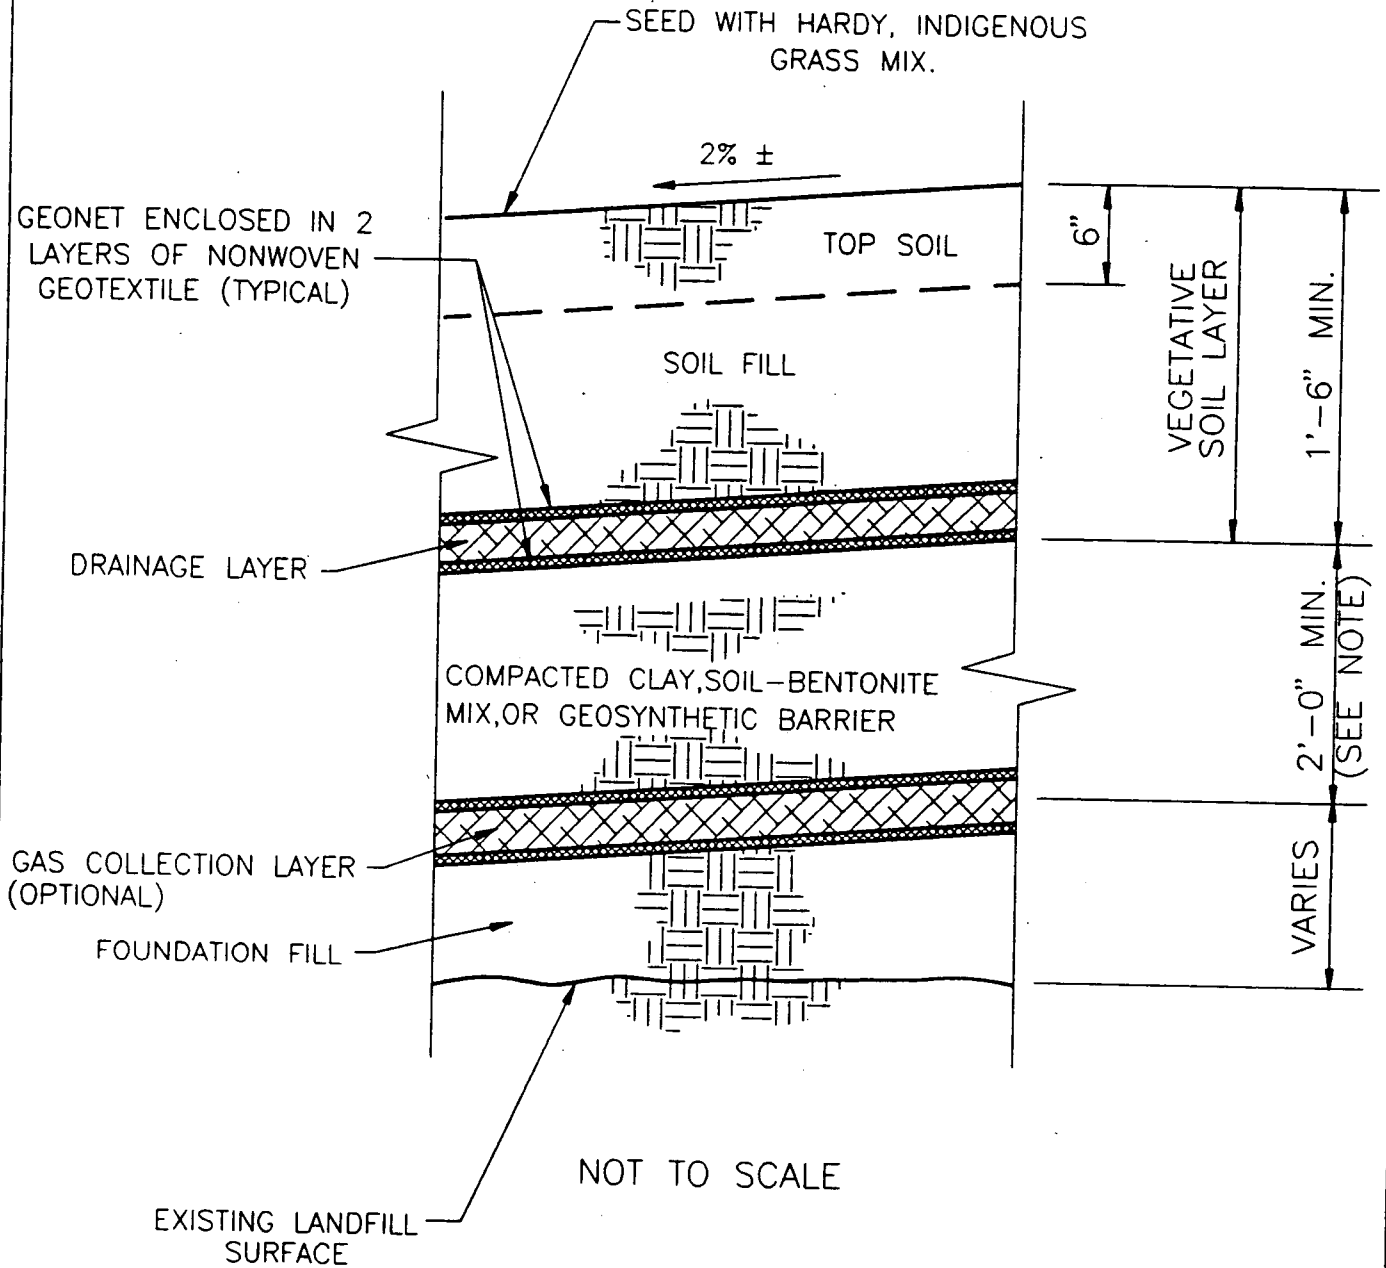 SEED WITH HARDY, INDIGENOUS
GRASS MIX.
2% ±
GEONET ENCLOSED IN 2
LAYERS OF NONWOVEN
GEOTEXTILE (TYPICAL)
TOP SOIL
6"
VEGETATIVE
SOIL LAYER
1'-6" MIN.
SOIL FILL
DRAINAGE LAYER
COMPACTED CLAY,SOIL-BENTONITE
MIX,OR GEOSYNTHETIC BARRIER
2'-0" MIN.
(SEE NOTE)
GAS COLLECTION LAYER
(OPTIONAL)
FOUNDATION FILL
VARIES
NOT TO SCALE
EXISTING LANDFILL
SURFACE